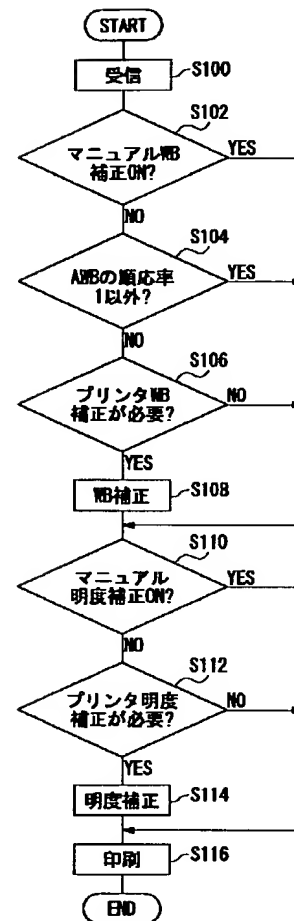 START
受信
S100
S102
マニュアルWB
補正ON?
YES
NO
S104
AWBの順応率
1以外?
YES
NO
S106
プリンタWB
補正が必要?
NO
YES
WB補正
S108
S110
マニュアル
明度補正ON?
YES
NO
S112
プリンタ明度
補正が必要?
NO
YES
明度補正
S114
印刷
S116
END